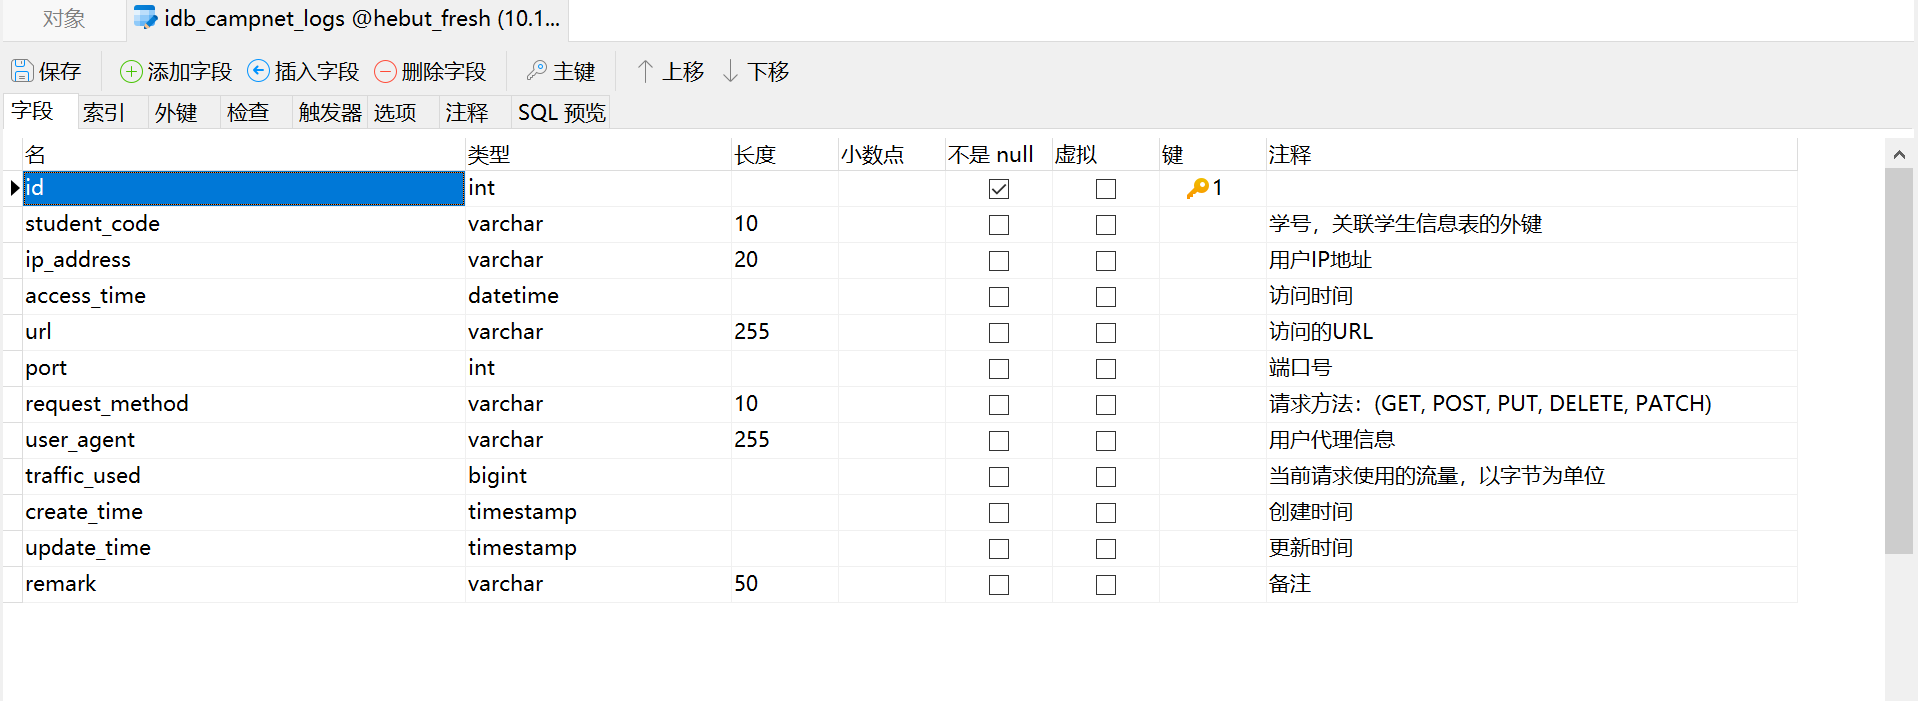 对象 idb_campnet_logs @hebut_fresh (10.1...
保存 添加字段 插入字段 删除字段 主键 上移 下移
字段 索引 外键 检查 触发器 选项 注释 SQL 预览
名 类型 长度 小数点 不是 null 虚拟 键 注释
id int 1
student_code varchar 10 学号，关联学生信息表的外键
ip_address varchar 20 用户IP地址
access_time datetime 访问时间
url varchar 255 访问的URL
port int 端口号
request_method varchar 10 请求方法：(GET, POST, PUT, DELETE, PATCH)
user_agent varchar 255 用户代理信息
traffic_used bigint 当前请求使用的流量，以字节为单位
create_time timestamp 创建时间
update_time timestamp 更新时间
remark varchar 50 备注